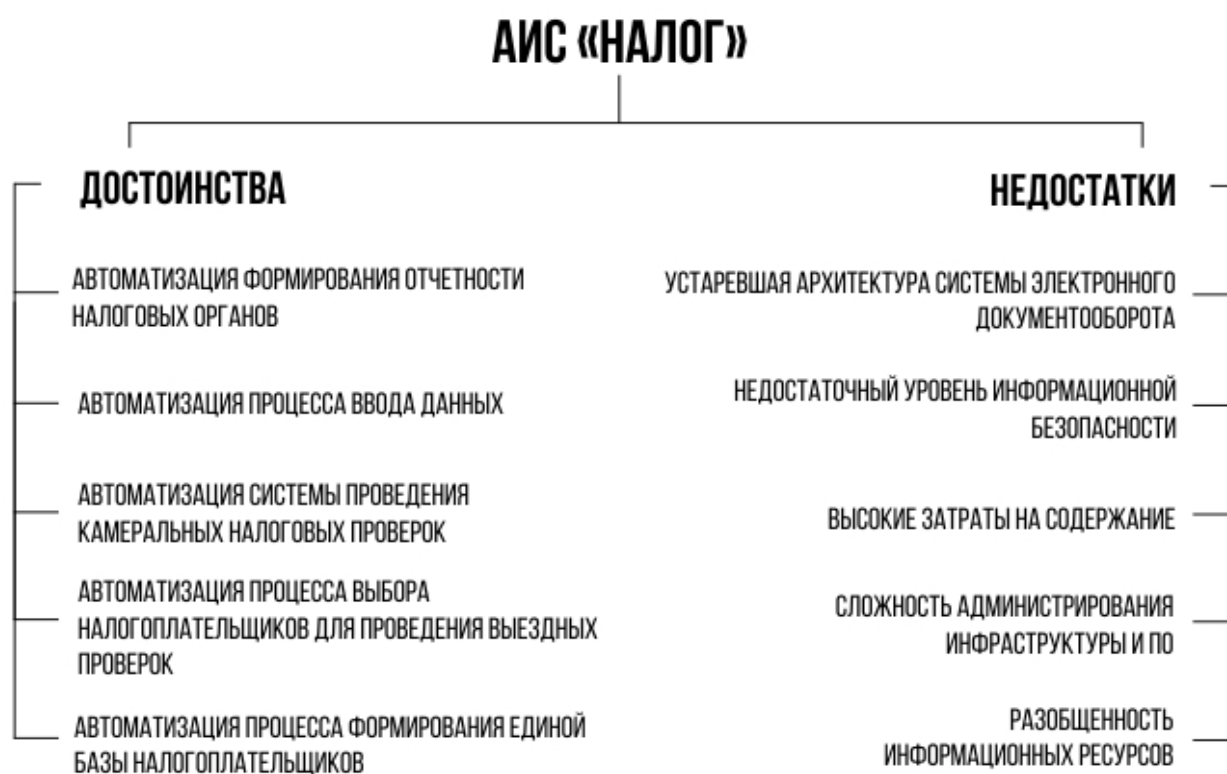 АИС «НАЛОГ»
ДОСТОИНСТВА
АВТОМАТИЗАЦИЯ ФОРМИРОВАНИЯ ОТЧЕТНОСТИ
НАЛОГОВЫХ ОРГАНОВ
АВТОМАТИЗАЦИЯ ПРОЦЕССА ВВОДА ДАННЫХ
АВТОМАТИЗАЦИЯ СИСТЕМЫ ПРОВЕДЕНИЯ
КАМЕРАЛЬНЫХ НАЛОГОВЫХ ПРОВЕРОК
АВТОМАТИЗАЦИЯ ПРОЦЕССА ВЫБОРА
НАЛОГОПЛАТЕЛЬЩИКОВ ДЛЯ ПРОВЕДЕНИЯ ВЫЕЗДНЫХ
ПРОВЕРОК
АВТОМАТИЗАЦИЯ ПРОЦЕССА ФОРМИРОВАНИЯ ЕДИНОЙ
БАЗЫ НАЛОГОПЛАТЕЛЬЩИКОВ
НЕДОСТАТКИ
УСТАРЕВШАЯ АРХИТЕКТУРА СИСТЕМЫ ЭЛЕКТРОННОГО
ДОКУМЕНТООБОРОТА
НЕДОСТАТОЧНЫЙ УРОВЕНЬ ИНФОРМАЦИОННОЙ
БЕЗОПАСНОСТИ
ВЫСОКИЕ ЗАТРАТЫ НА СОДЕРЖАНИЕ
СЛОЖНОСТЬ АДМИНИСТРИРОВАНИЯ
ИНФРАСТРУКТУРЫ И ПО
РАЗОБЩЕННОСТЬ
ИНФОРМАЦИОННЫХ РЕСУРСОВ